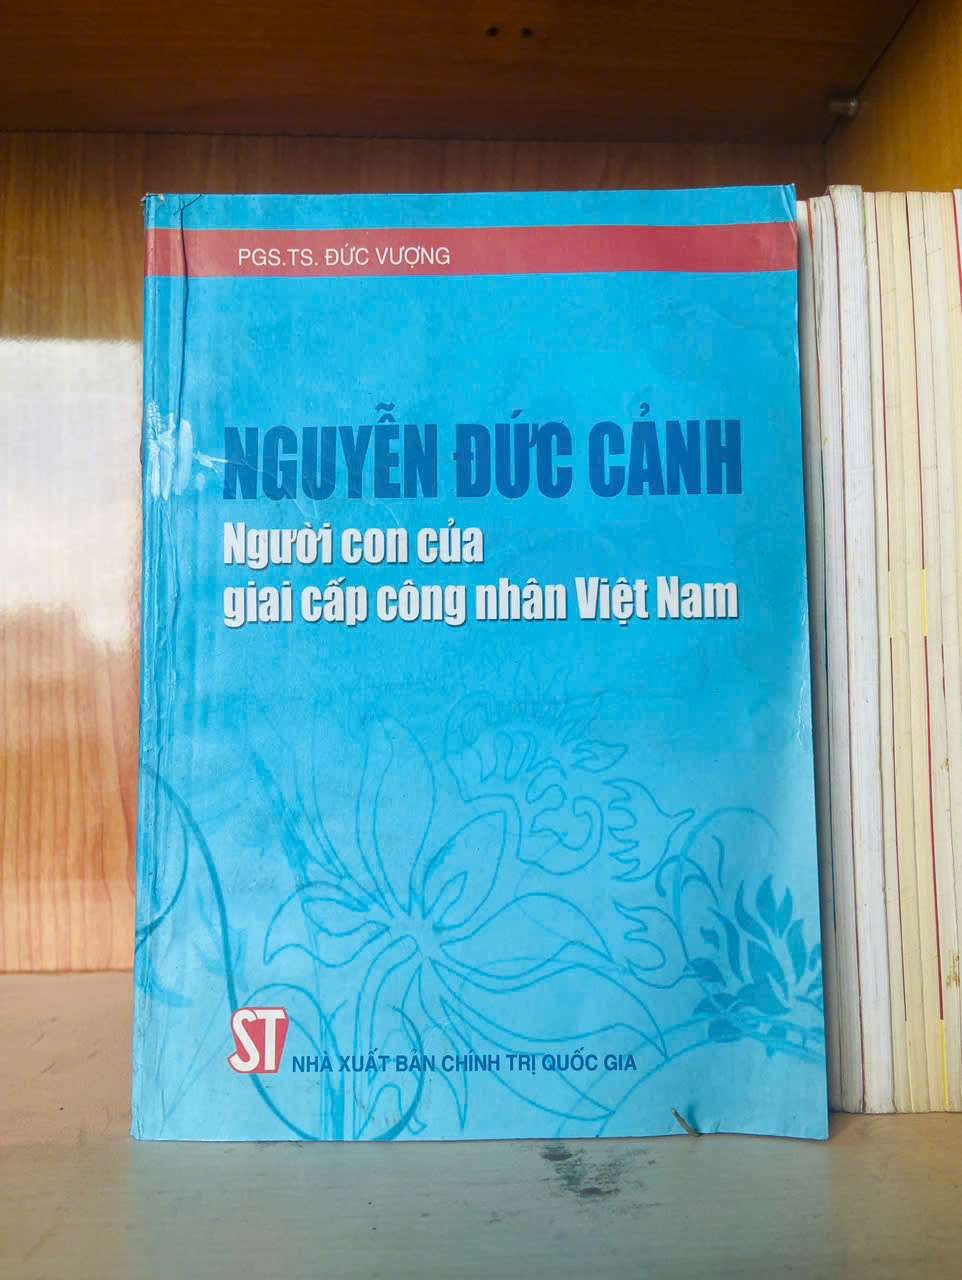 PGS.TS. ĐỨC VƯỢNG
NGUYỄN ĐỨC CẢNH
Người con của
giai cấp công nhân Việt Nam
ST
NHÀ XUẤT BẢN CHÍNH TRỊ QUỐC GIA